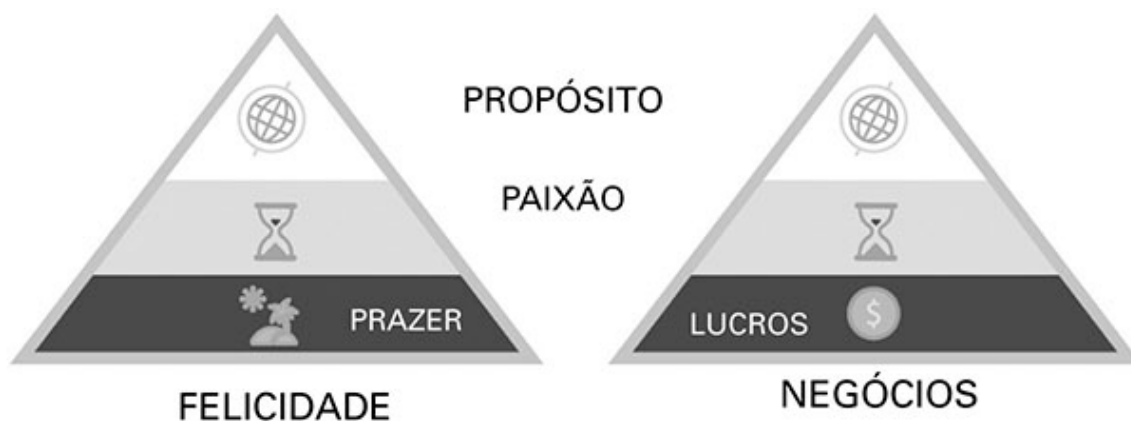 PROPÓSITO
PAIXÃO
PRAZER
LUCROS
$
FELICIDADE
NEGÓCIOS